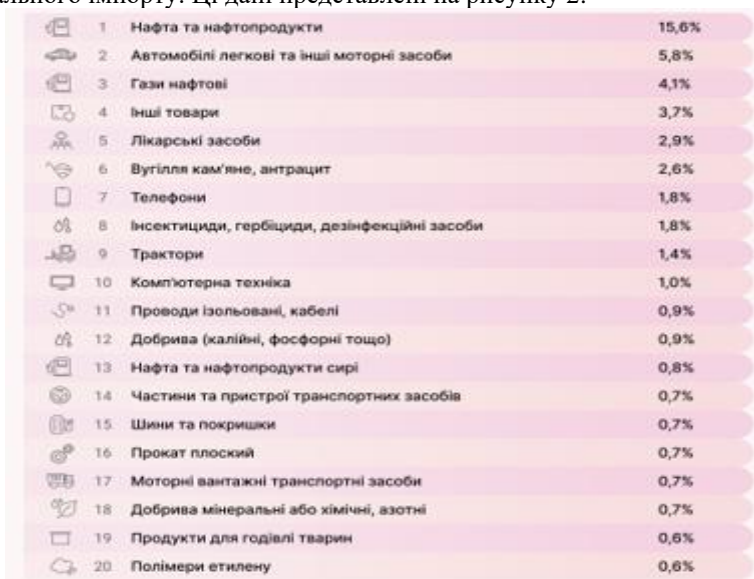 ального імпорту. Ці дані представлені на рисунку 2.
1 Нафта та нафтопродукти 15,6%
2 Автомобілі легкові та інші моторні засоби 5,8%
3 Гази нафтові 4,1%
4 Інші товари 3,7%
5 Лікарські засоби 2,9%
6 Вугілля кам'яне, антрацит 2,6%
7 Телефони 1,8%
8 Інсектициди, гербіциди, дезінфекційні засоби 1,8%
9 Трактори 1,4%
10 Комп'ютерна техніка 1,0%
11 Проводи ізольовані, кабелі 0,9%
12 Добрива (калійні, фосфорні тощо) 0,9%
13 Нафта та нафтопродукти сирі 0,8%
14 Частини та пристрої транспортних засобів 0,7%
15 Шини та покришки 0,7%
16 Прокат плоский 0,7%
17 Моторні вантажні транспортні засоби 0,7%
18 Добрива мінеральні або хімічні, азотні 0,7%
19 Продукти для годівлі тварин 0,6%
20 Полімери етилену 0,6%